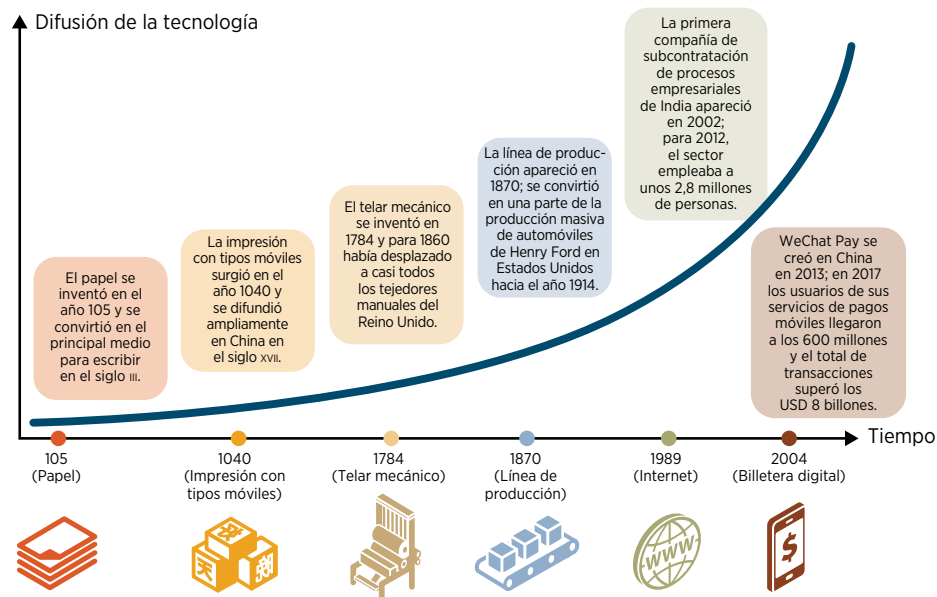 Difusión de la tecnología
El papel se
inventó en el
año 105 y se
convirtió en el
principal medio
para escribir
en el siglo III.
La impresión
con tipos móviles
surgió en el
año 1040 y
se difundió
ampliamente
en China en
el siglo XVII.
El telar mecánico
se inventó en
1784 y para 1860
había desplazado
a casi todos
los tejedores
manuales del
Reino Unido.
La línea de produc-
ción apareció en
1870; se convirtió
en una parte de la
producción masiva
de automóviles
de Henry Ford en
Estados Unidos
hacia el año 1914.
La primera
compañía de
subcontratación
de procesos
empresariales
de India apareció
en 2002;
para 2012,
el sector
empleaba a
unos 2,8 millones
de personas.
WeChat Pay se
creó en China
en 2013; en 2017
los usuarios de sus
servicios de pagos
móviles llegaron
a los 600 millones
y el total de
transacciones
superó los
USD 8 billones.
Tiempo
105
(Papel)
1040
(Impresión con
tipos móviles)
1784
(Telar mecánico)
1870
(Línea de
producción)
1989
(Internet)
2004
(Billetera digital)
WWW
$